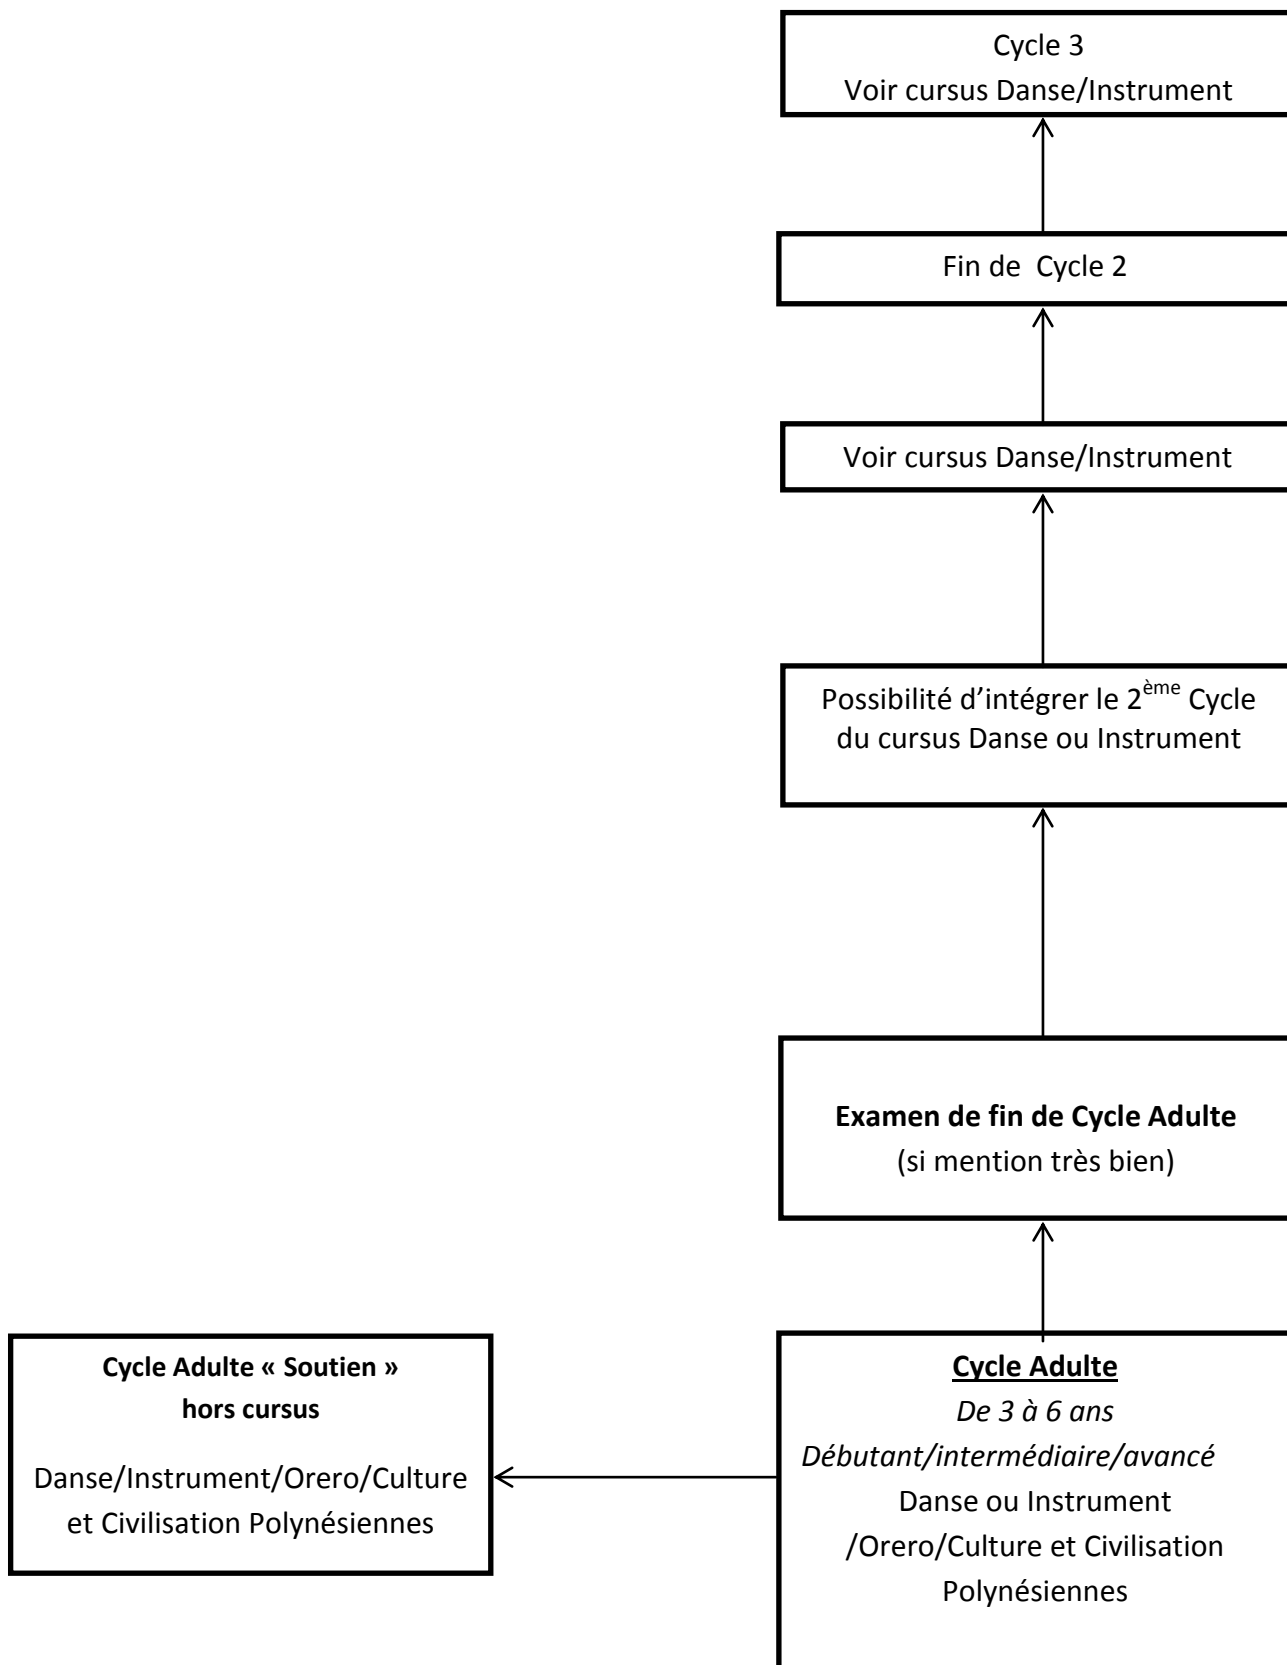 Cycle 3
Voir cursus Danse/Instrument
Fin de Cycle 2
Voir cursus Danse/Instrument
Possibilité d’intégrer le 2ème Cycle
du cursus Danse ou Instrument
Examen de fin de Cycle Adulte
(si mention très bien)
Cycle Adulte « Soutien »
hors cursus
Danse/Instrument/Orero/Culture
et Civilisation Polynésiennes
Cycle Adulte
De 3 à 6 ans
Débutant/intermédiaire/avancé
Danse ou Instrument
/Orero/Culture et Civilisation
Polynésiennes